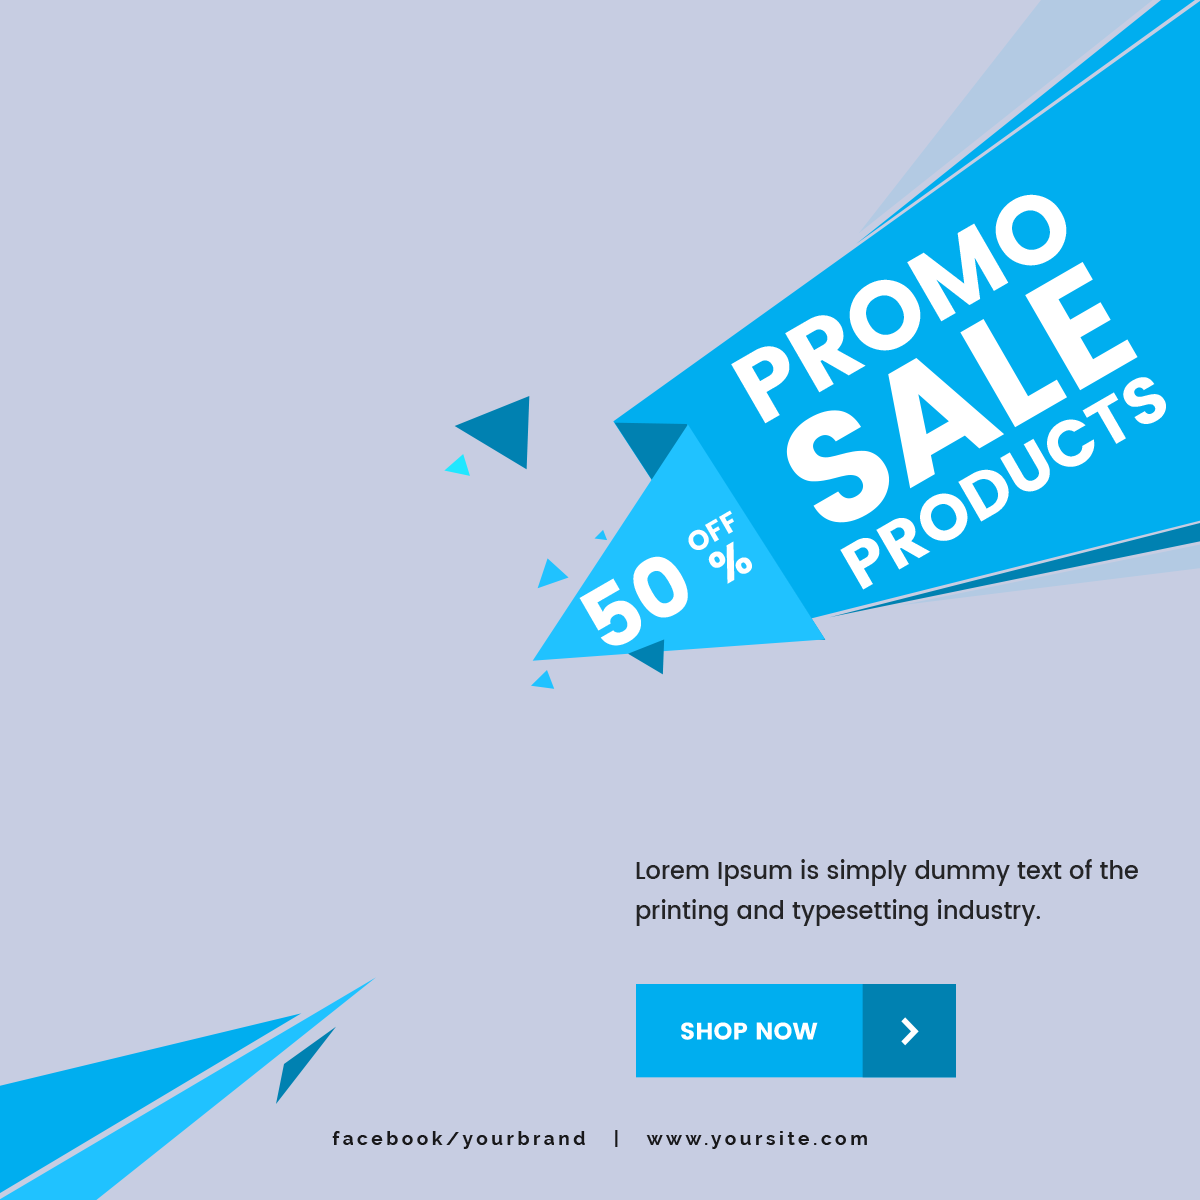 PROMO
SALE
PRODUCTS
50 % OFF
Lorem Ipsum is simply dummy text of the
printing and typesetting industry.
SHOP NOW
facebook/yourbrand | www.yoursite.com